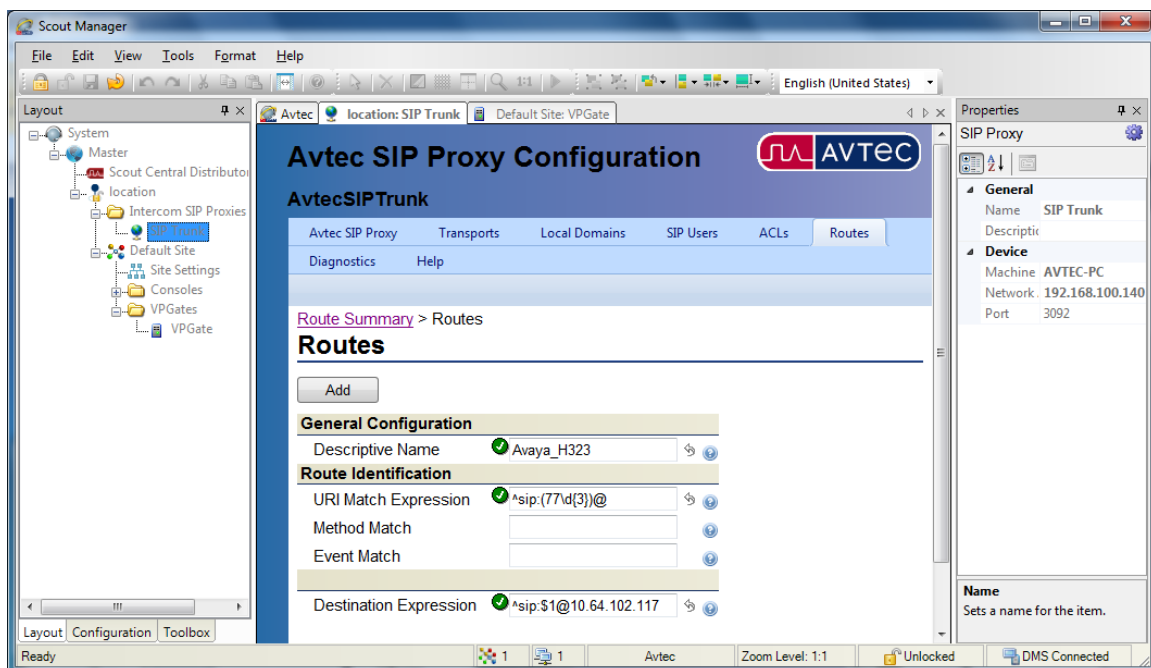 Scout Manager
File Edit View Tools Format Help
1:1 English (United States)
Layout
System
Master
Scout Central Distributor
location
Intercom SIP Proxies
SIP Trunk
Default Site
Site Settings
Consoles
VPGates
VPGate
Layout Configuration Toolbox
Avtec location: SIP Trunk Default Site: VPGate
Avtec SIP Proxy Configuration
AVTEC
AvtecSIPTrunk
Avtec SIP Proxy Transports Local Domains SIP Users ACLs Routes
Diagnostics Help
Route Summary > Routes
Routes
Add
General Configuration
Descriptive Name Avaya_H323
Route Identification
URI Match Expression ^sip:(77\d{3})@
Method Match
Event Match
Destination Expression ^sip:$1@10.64.102.117
Properties
SIP Proxy
General
Name SIP Trunk
Descriptic
Device
Machine AVTEC-PC
Network. 192.168.100.140
Port 3092
Name
Sets a name for the item.
Ready 1 1 Avtec Zoom Level: 1:1 Unlocked DMS Connected